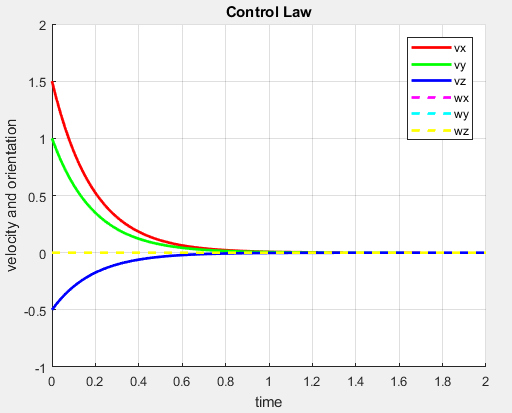 Control Law
2
1.5
1
0.5
0
-0.5
-1
velocity and orientation
vx
vy
vz
wx
wy
wz
0 0.2 0.4 0.6 0.8 1 1.2 1.4 1.6 1.8 2
time